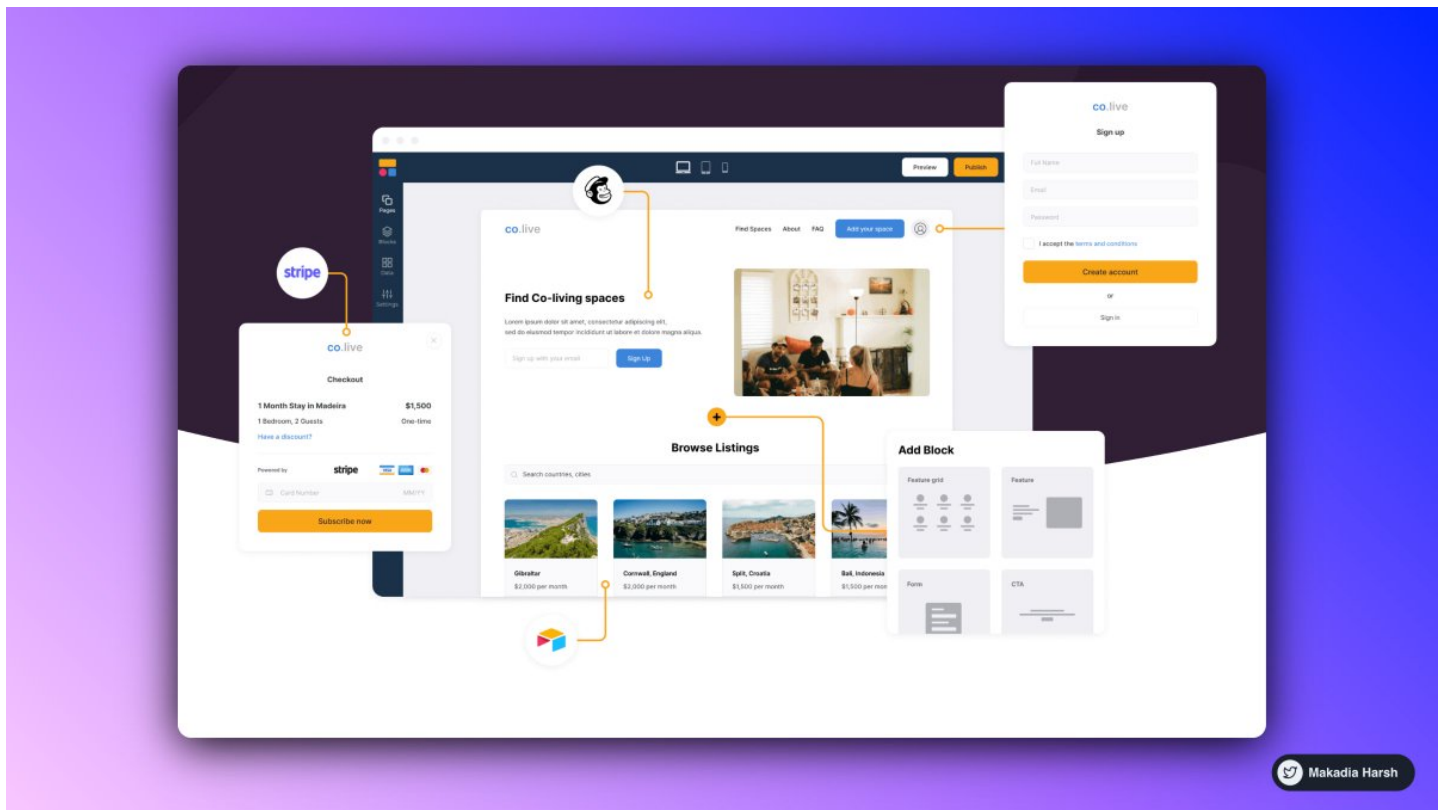 co.live
Sign up
Full Name
Email
Password
I accept the terms and conditions
Create account
or
Sign in
Preview
Publish
Pages
Blocks
Data
Settings
co.live
Find Spaces
About
FAQ
Add your space
stripe
Find Co-living spaces
Lorem ipsum dolor sit amet, consectetur adipiscing elit,
sed do eiusmod tempor incididunt ut labore et dolore magna aliqua.
Sign up with your email
Sign Up
co.live
Checkout
1 Month Stay in Madeira $1,500
1 Bedroom, 2 Guests One-time
Have a discount?
Powered by stripe VISA
Card Number MM/YY
Subscribe now
Browse Listings
Search countries, cities
Gibraltar
$2,000 per month
Cornwall, England
$2,000 per month
Split, Croatia
$1,500 per month
Bali, Indonesia
$1,500 per mon
Add Block
Feature grid
Feature
Form
CTA
Makadia Harsh